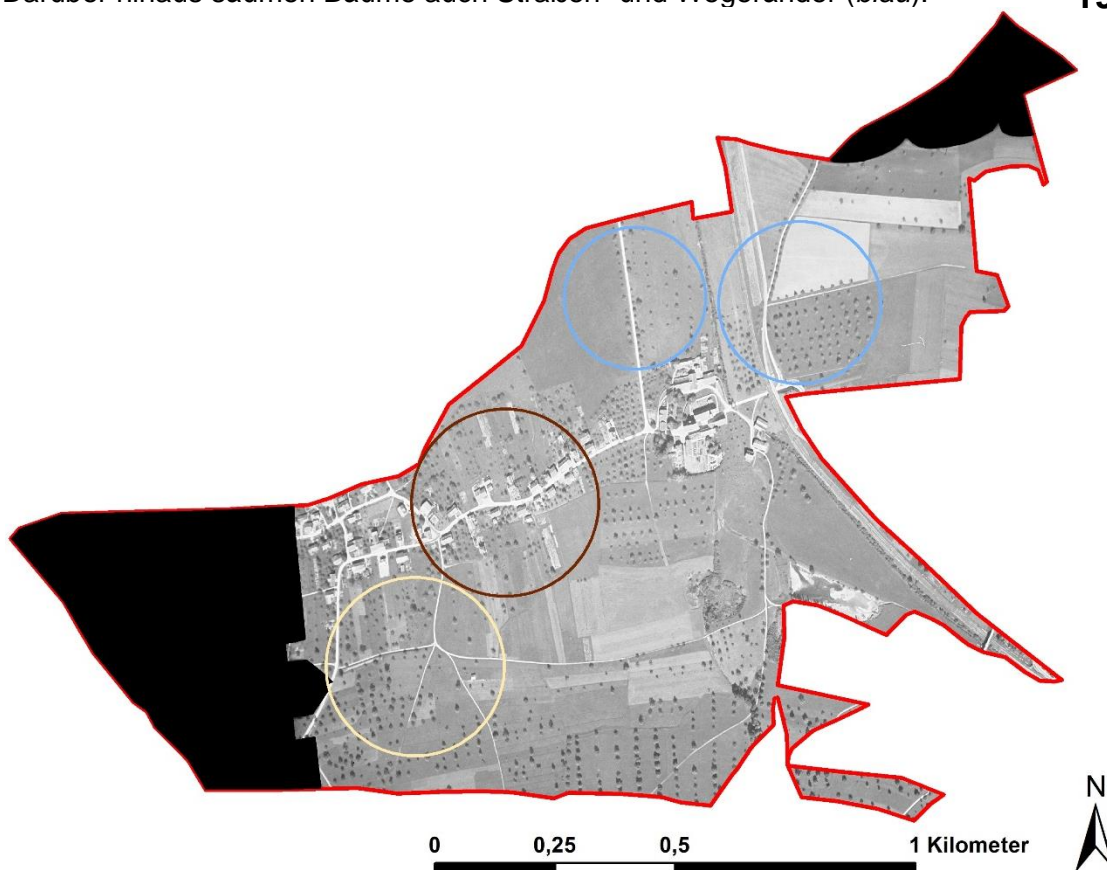 Darüber hinaus säumen Bäume auch Straßen- und Wegeränder (blau).
N
0 0,25 0,5 1 Kilometer